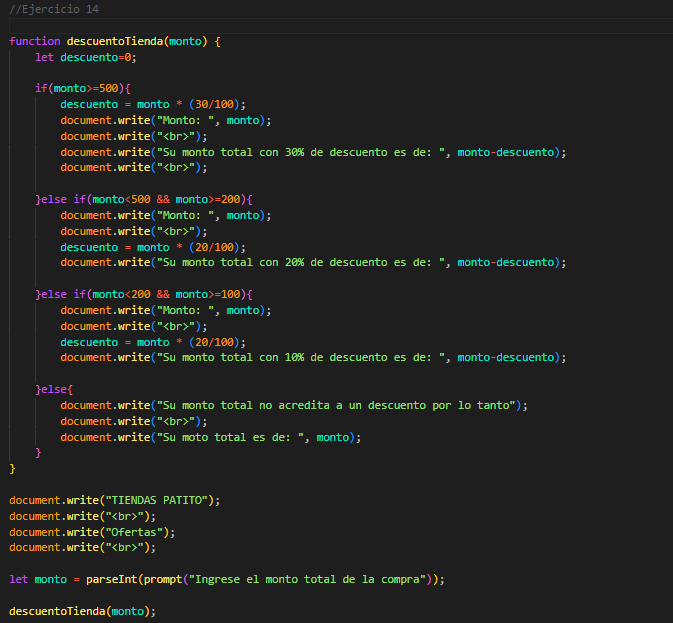 //Ejercicio 14
function descuentoTienda(monto) {
let descuento=0;
if(monto>=500){
descuento = monto * (30/100);
document.write("Monto: ", monto);
document.write("<br>");
document.write("Su monto total con 30% de descuento es de: ", monto-descuento);
document.write("<br>");
}else if(monto<500 && monto>=200){
document.write("Monto: ", monto);
document.write("<br>");
descuento = monto * (20/100);
document.write("Su monto total con 20% de descuento es de: ", monto-descuento);
}else if(monto<200 && monto>=100){
document.write("Monto: ", monto);
document.write("<br>");
descuento = monto * (20/100);
document.write("Su monto total con 10% de descuento es de: ", monto-descuento);
}else{
document.write("Su monto total no acredita a un descuento por lo tanto");
document.write("<br>");
document.write("Su moto total es de: ", monto);
}
}
document.write("TIENDAS PATITO");
document.write("<br>");
document.write("Ofertas");
document.write("<br>");
let monto = parseInt(prompt("Ingrese el monto total de la compra"));
descuentoTienda(monto);